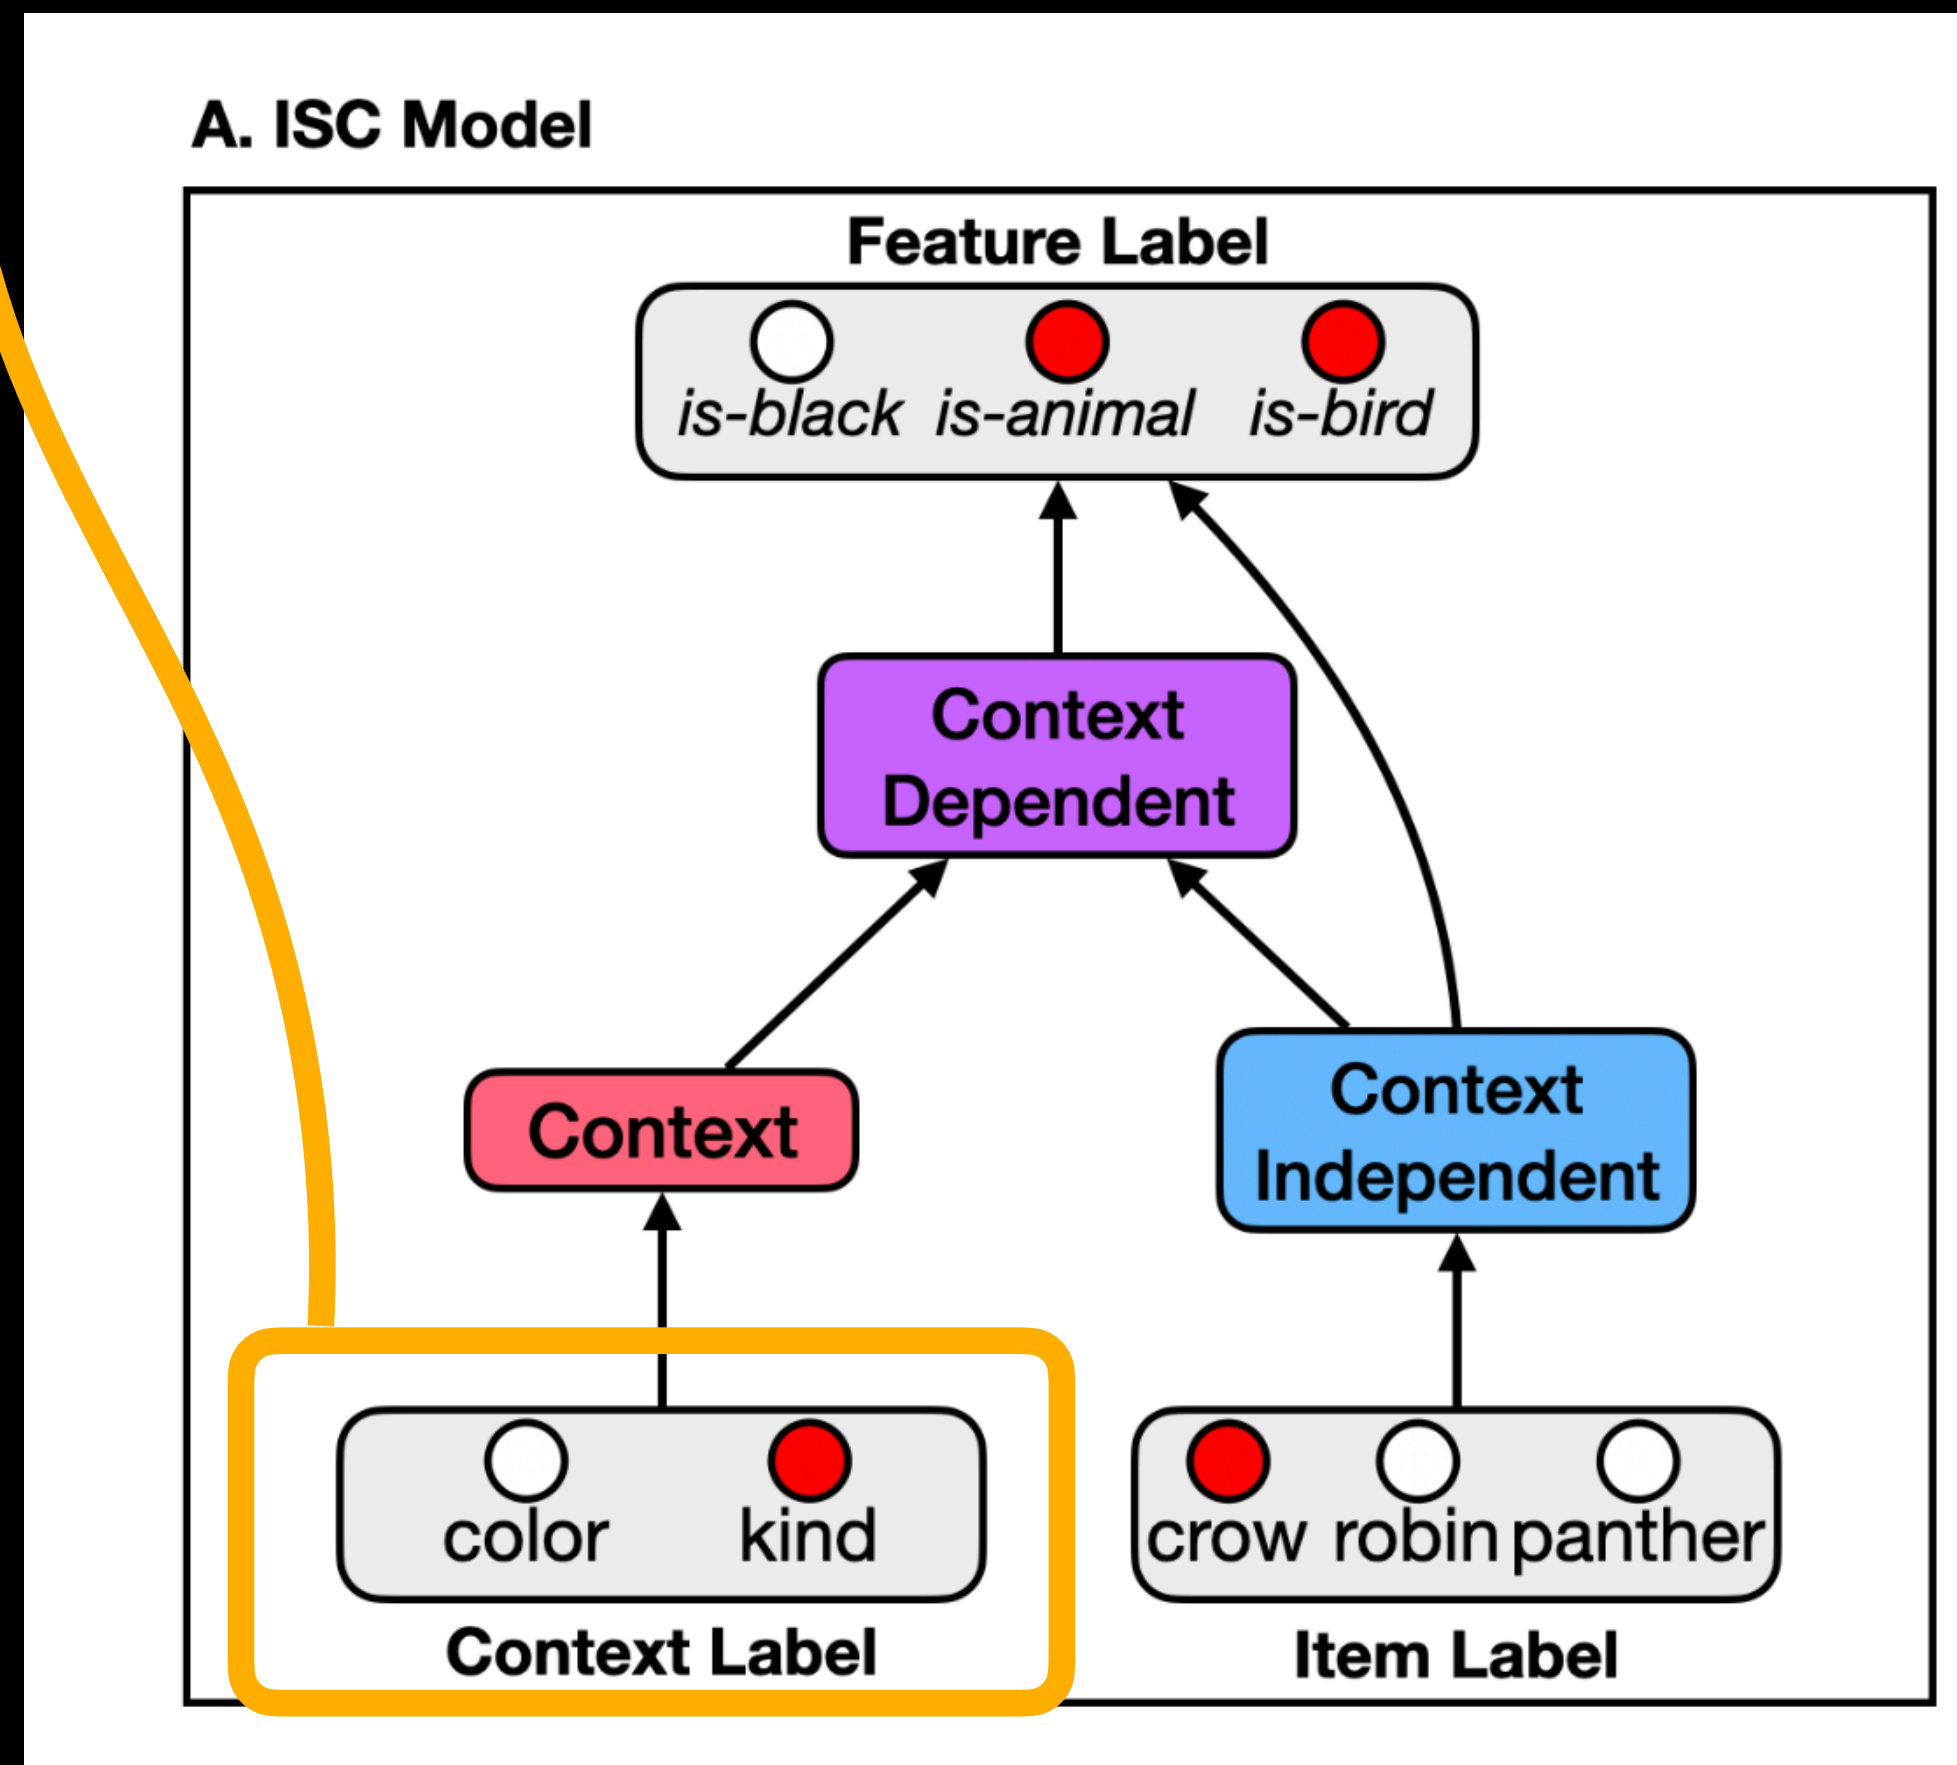 A. ISC Model
Feature Label
is-black is-animal is-bird
Context
Dependent
Context
Context
Independent
color kind
crow robin panther
Context Label
Item Label